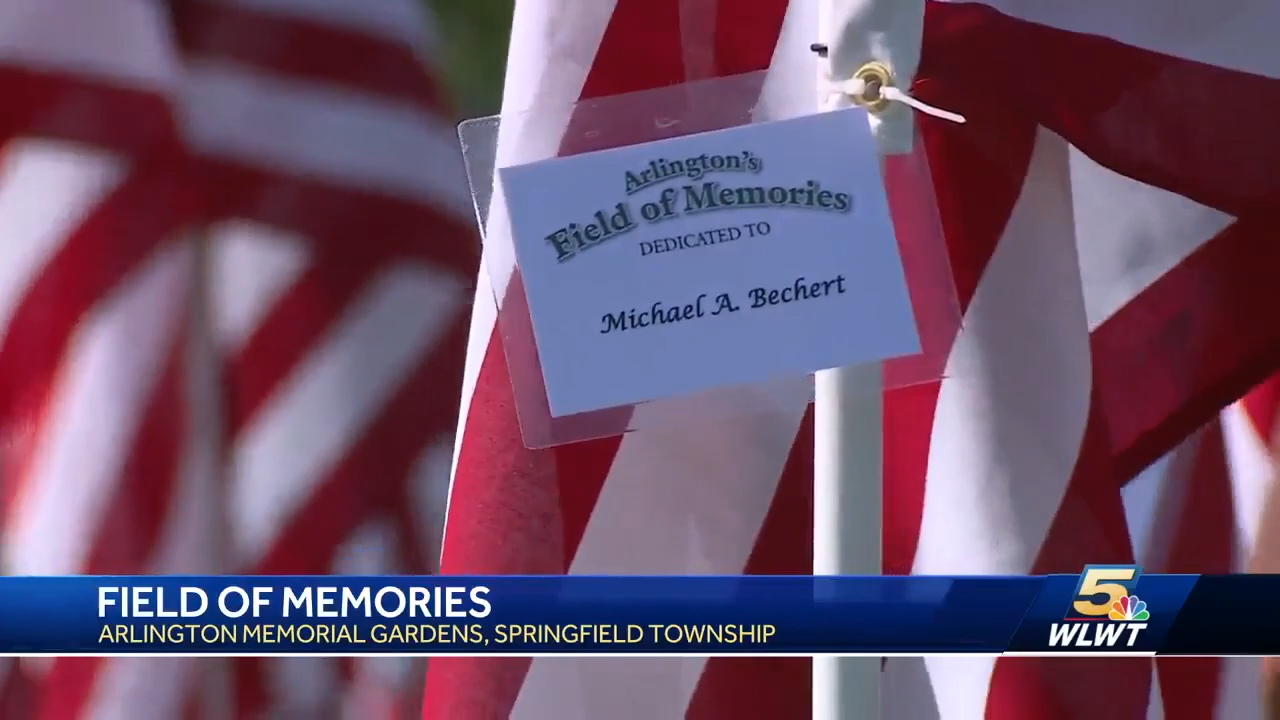 Arlington's
Field of Memories
DEDICATED TO
Michael A. Bechert
FIELD OF MEMORIES
ARLINGTON MEMORIAL GARDENS, SPRINGFIELD TOWNSHIP
5
WLWT